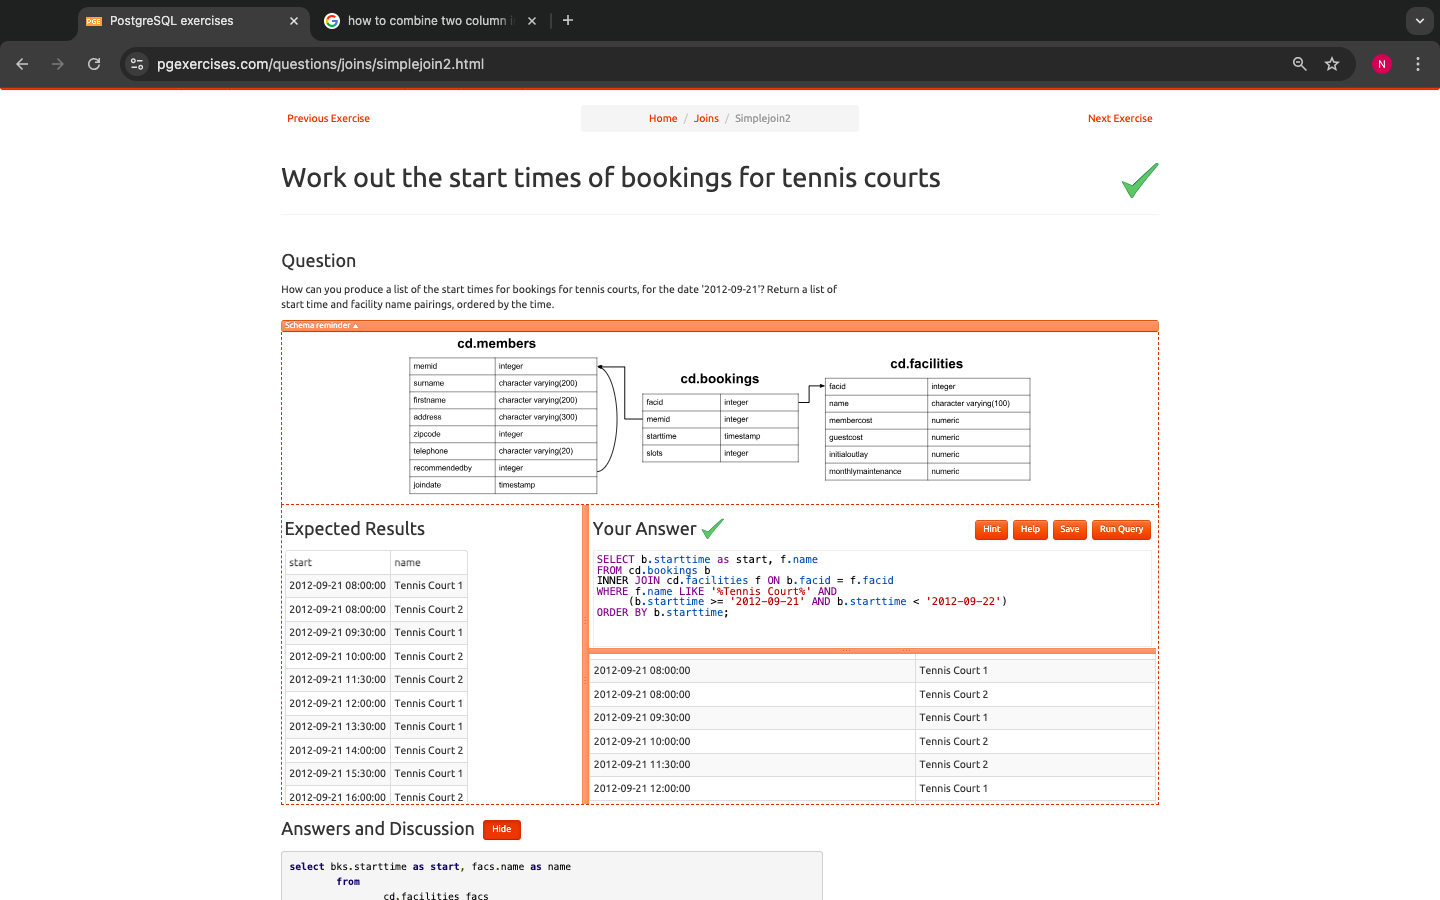 PGE PostgreSQL exercises
how to combine two column i
pgexercises.com/questions/joins/simplejoin2.html
N
Previous Exercise
Home / Joins / Simplejoin2
Next Exercise
Work out the start times of bookings for tennis courts
Question
How can you produce a list of the start times for bookings for tennis courts, for the date '2012-09-21'? Return a list of
start time and facility name pairings, ordered by the time.
Schema reminder
cd.members
memid integer
surname character varying(200)
firstname character varying(200)
address character varying(300)
zipcode integer
telephone character varying(20)
recommendedby integer
joindate timestamp
cd.bookings
facid integer
memid integer
starttime timestamp
slots integer
cd.facilities
facid integer
name character varying(100)
membercost numeric
guestcost numeric
initialoutlay numeric
monthlymaintenance numeric
Expected Results
start name
2012-09-21 08:00:00 Tennis Court 1
2012-09-21 08:00:00 Tennis Court 2
2012-09-21 09:30:00 Tennis Court 1
2012-09-21 10:00:00 Tennis Court 2
2012-09-21 11:30:00 Tennis Court 2
2012-09-21 12:00:00 Tennis Court 1
2012-09-21 13:30:00 Tennis Court 1
2012-09-21 14:00:00 Tennis Court 2
2012-09-21 15:30:00 Tennis Court 1
2012-09-21 16:00:00 Tennis Court 2
Your Answer
Hint Help Save Run Query
SELECT b.starttime as start, f.name
FROM cd.bookings b
INNER JOIN cd.facilities f ON b.facid = f.facid
WHERE f.name LIKE '%Tennis Court%' AND
(b.starttime >= '2012-09-21' AND b.starttime < '2012-09-22')
ORDER BY b.starttime;
2012-09-21 08:00:00 Tennis Court 1
2012-09-21 08:00:00 Tennis Court 2
2012-09-21 09:30:00 Tennis Court 1
2012-09-21 10:00:00 Tennis Court 2
2012-09-21 11:30:00 Tennis Court 2
2012-09-21 12:00:00 Tennis Court 1
Answers and Discussion Hide
select bks.starttime as start, facs.name as name
from
cd.facilities facs